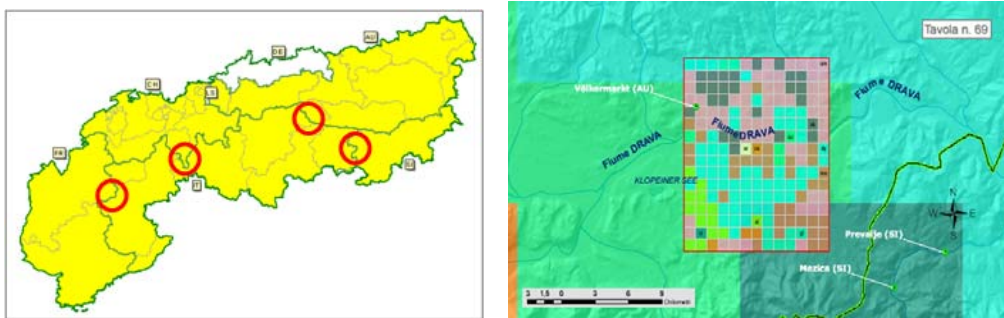 AU
DE
CH
LS
FR
SI
IT
Tavola n. 69
Völkermarkt (AU)
Fiume DRAVA
Fiume DRAVA
Fiume DRAVA
KLOPEINER SEE
N
W E
S
Prevalje (SI)
Mezica (SI)
3 1,5 0 3 6 9
Chilometri